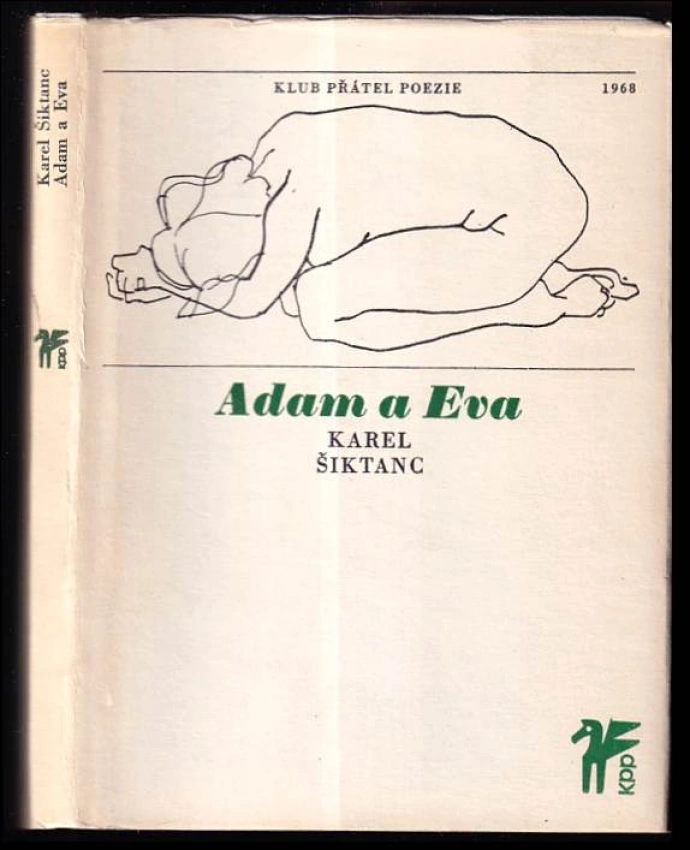 Karel Šiktanc
Adam a Eva
kpp
KLUB PŘÁTEL POEZIE 1968
Adam a Eva
KAREL
ŠIKTANC
kpp